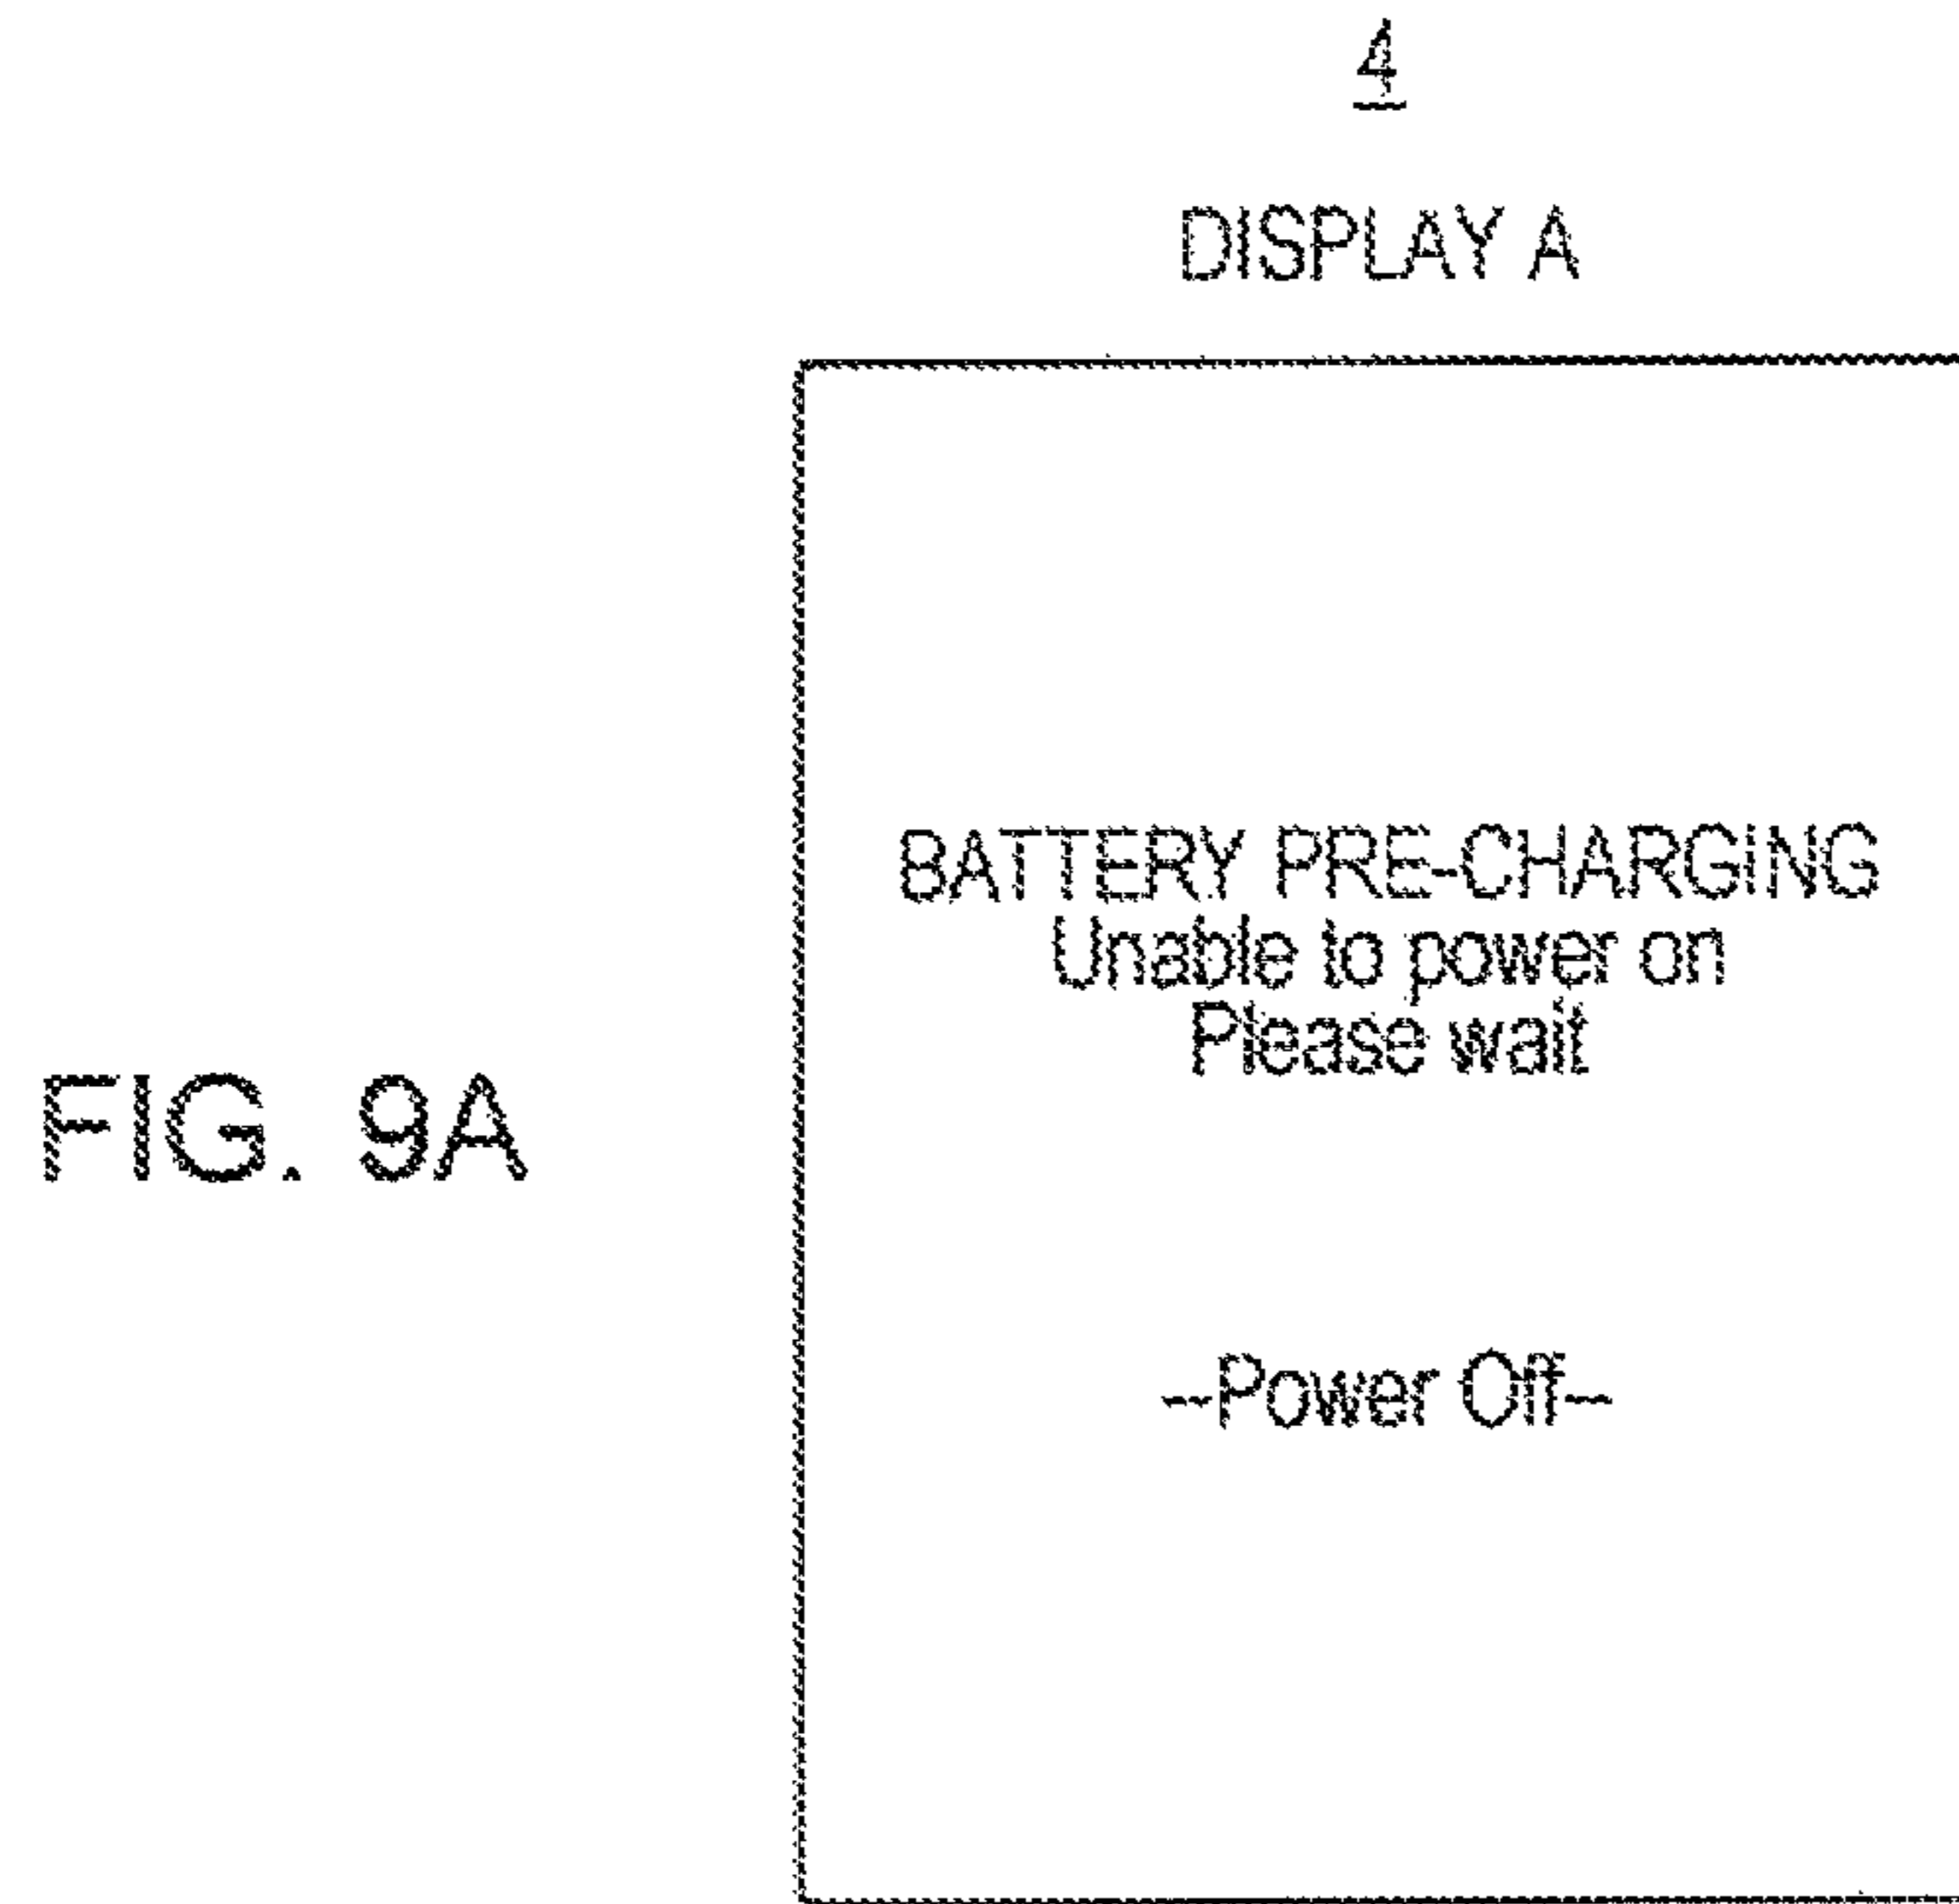 4
DISPLAY A
BATTERY PRE-CHARGING
Unable to power on
Please wait
FIG. 9A
--Power Off--